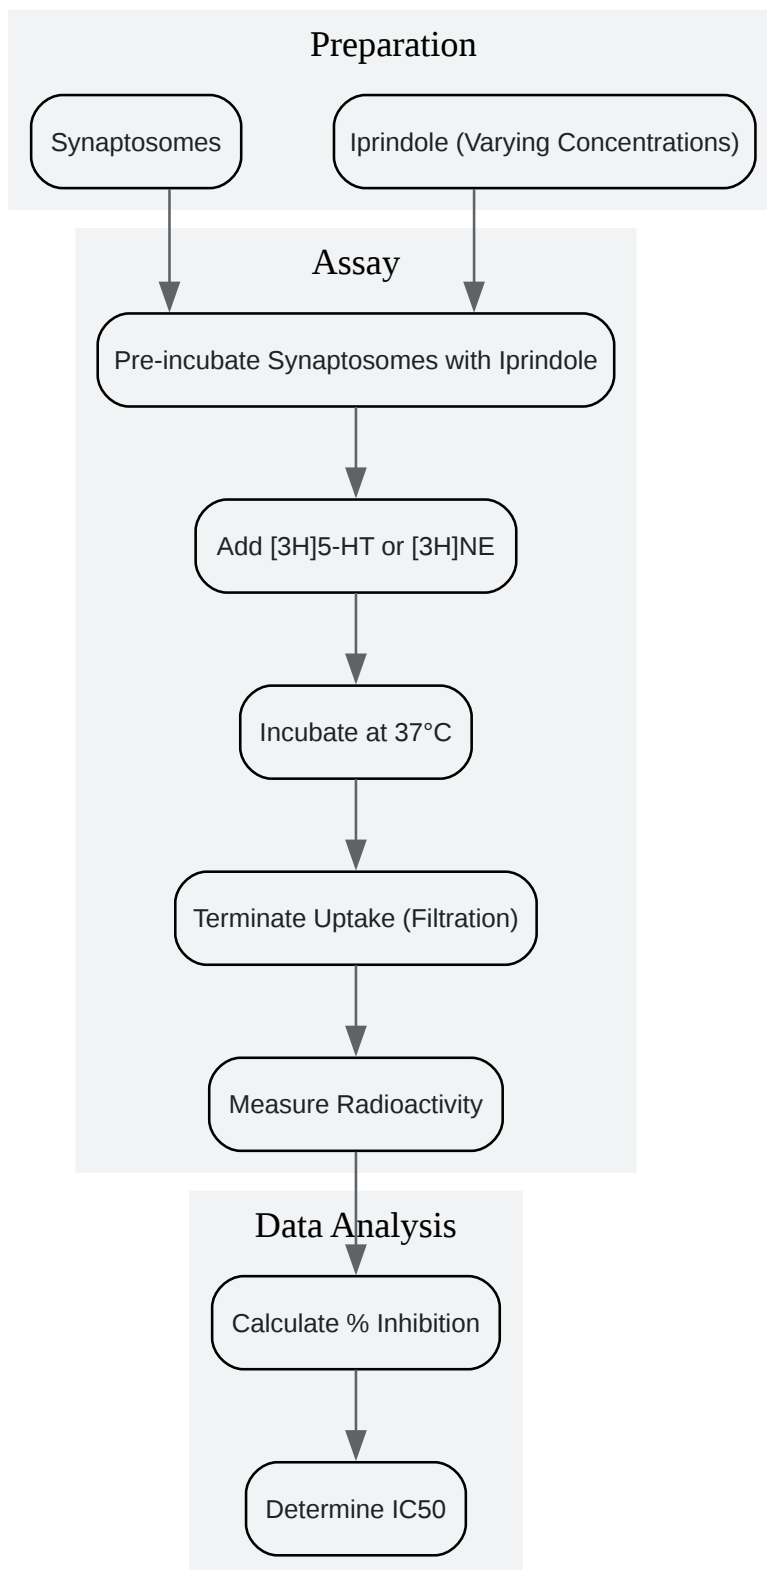 Preparation
Synaptosomes
Iprindole (Varying Concentrations)
Assay
Pre-incubate Synaptosomes with Iprindole
Add [3H]5-HT or [3H]NE
Incubate at 37°C
Terminate Uptake (Filtration)
Measure Radioactivity
Data Analysis
Calculate % Inhibition
Determine IC50